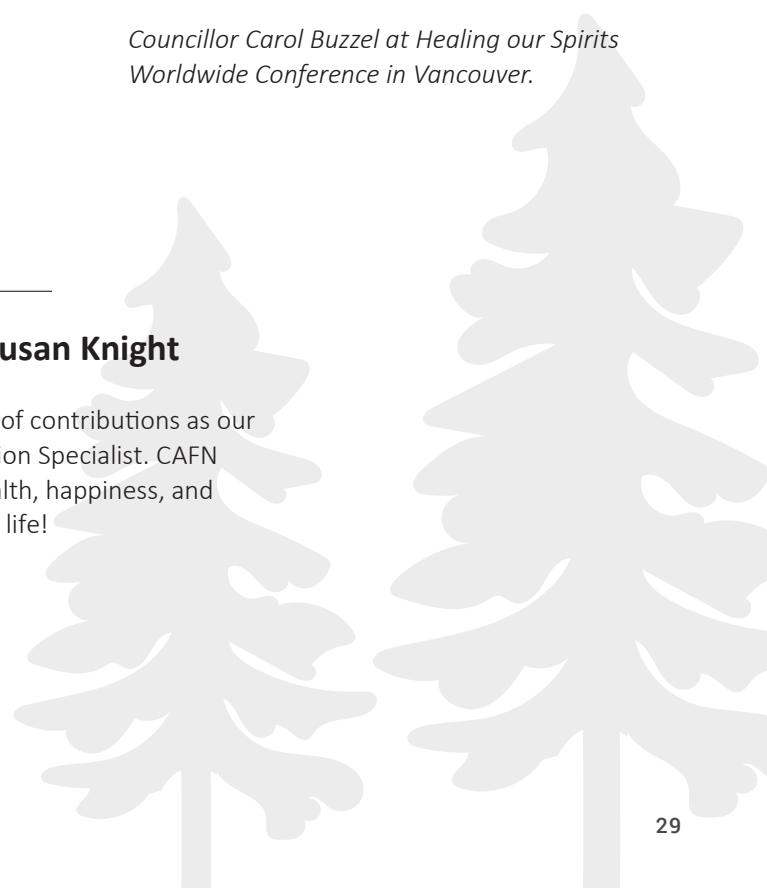 Councillor Carol Buzzel at Healing our Spirits
Worldwide Conference in Vancouver.
usan Knight
of contributions as our
ion Specialist. CAFN
alth, happiness, and
life!
29